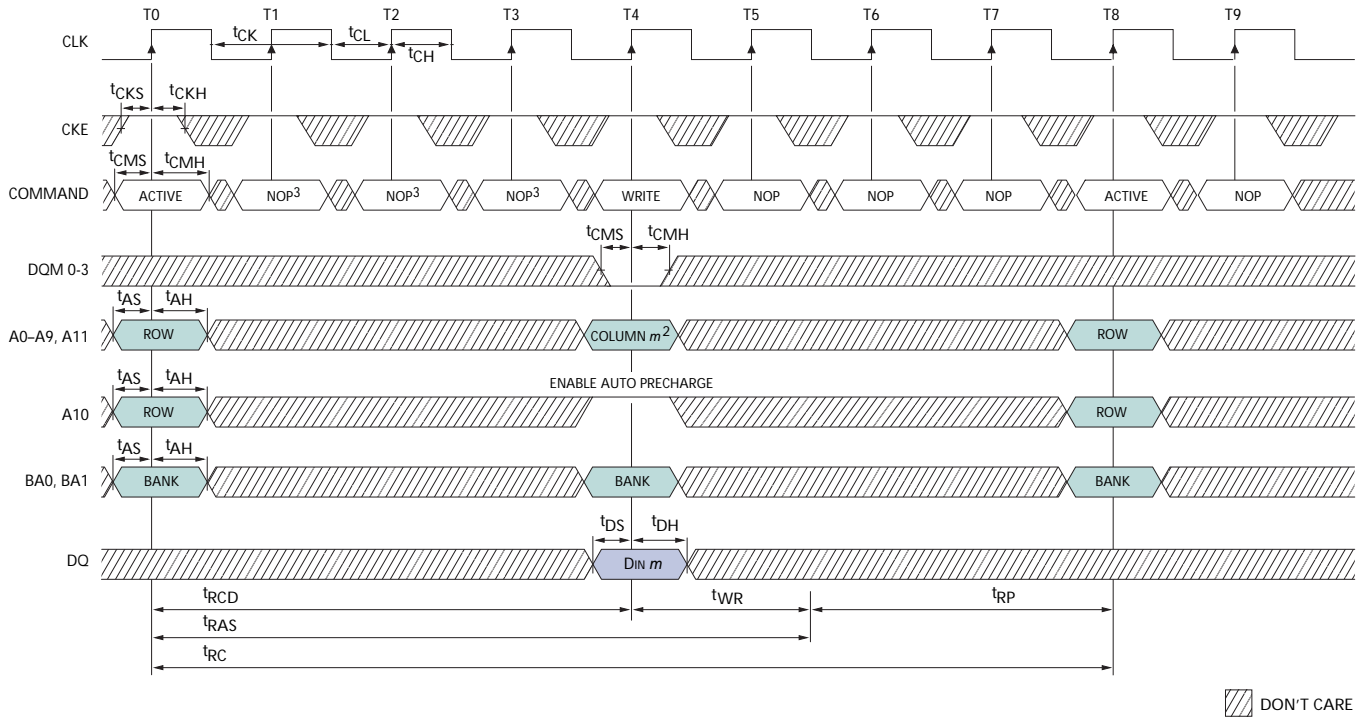 T0 T1 T2 T3 T4 T5 T6 T7 T8 T9
CLK tCK tCL tCH
tCKS tCKH
CKE
tCMS tCMH
COMMAND ACTIVE NOP3 NOP3 NOP3 WRITE NOP NOP NOP ACTIVE NOP
tCMS tCMH
DQM 0-3
tAS tAH
A0–A9, A11 ROW COLUMN m2 ROW
tAS tAH ENABLE AUTO PRECHARGE
A10 ROW ROW
tAS tAH
BA0, BA1 BANK BANK BANK
tDS tDH
DQ DIN m
tRCD tWR tRP
tRAS
tRC
DON'T CARE